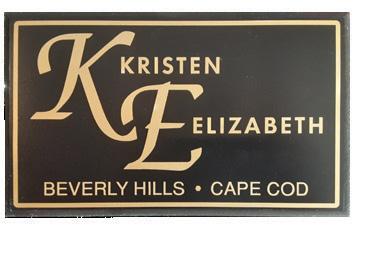 KRISTEN
ELIZABETH
BEVERLY HILLS • CAPE COD